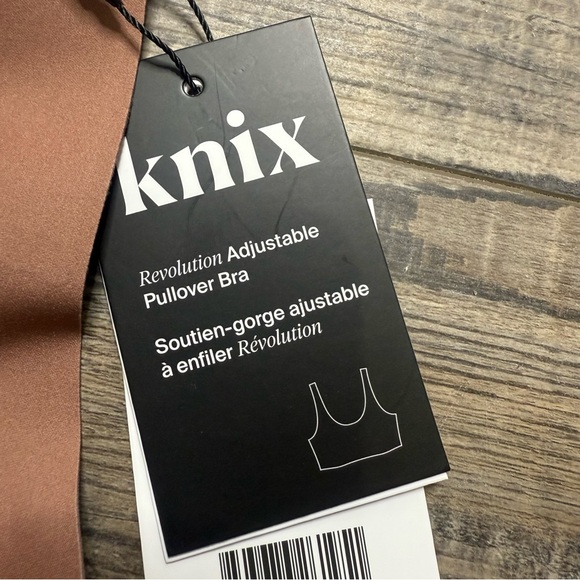 knix
Revolution Adjustable
Pullover Bra
Soutien-gorge ajustable
à enfiler Révolution